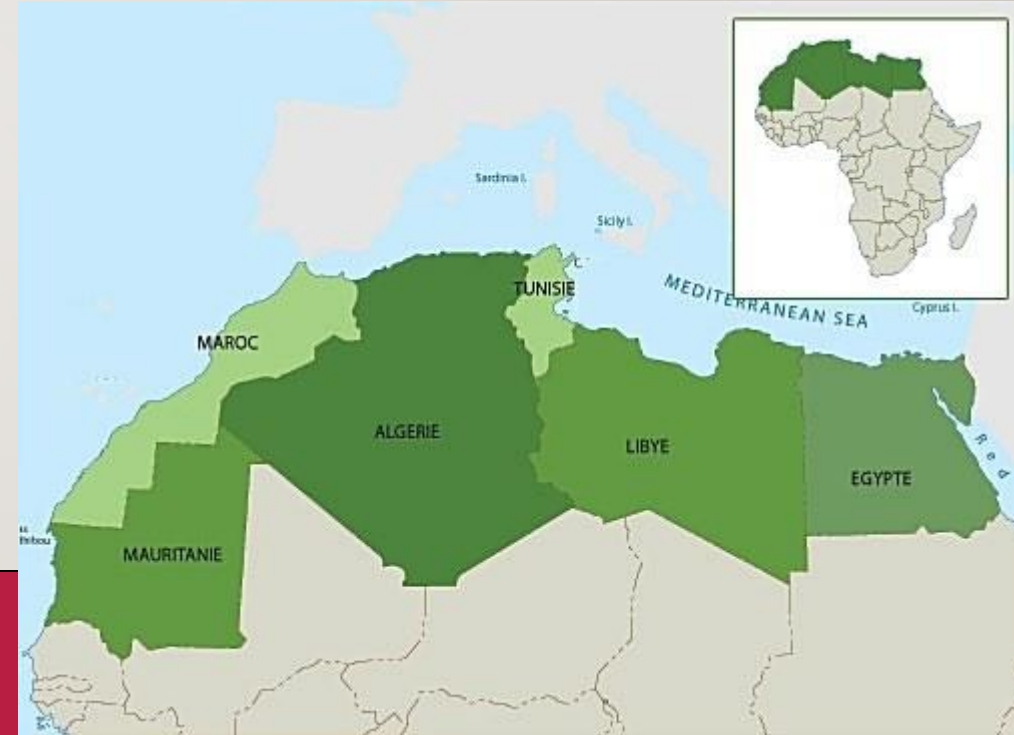 Sardinia I.
Sicily I.
TUNISIE
MEDITERRANEAN SEA
Cyprus I.
MAROC
ALGERIE
LIBYE
Red
EGYPTE
MAURITANIE